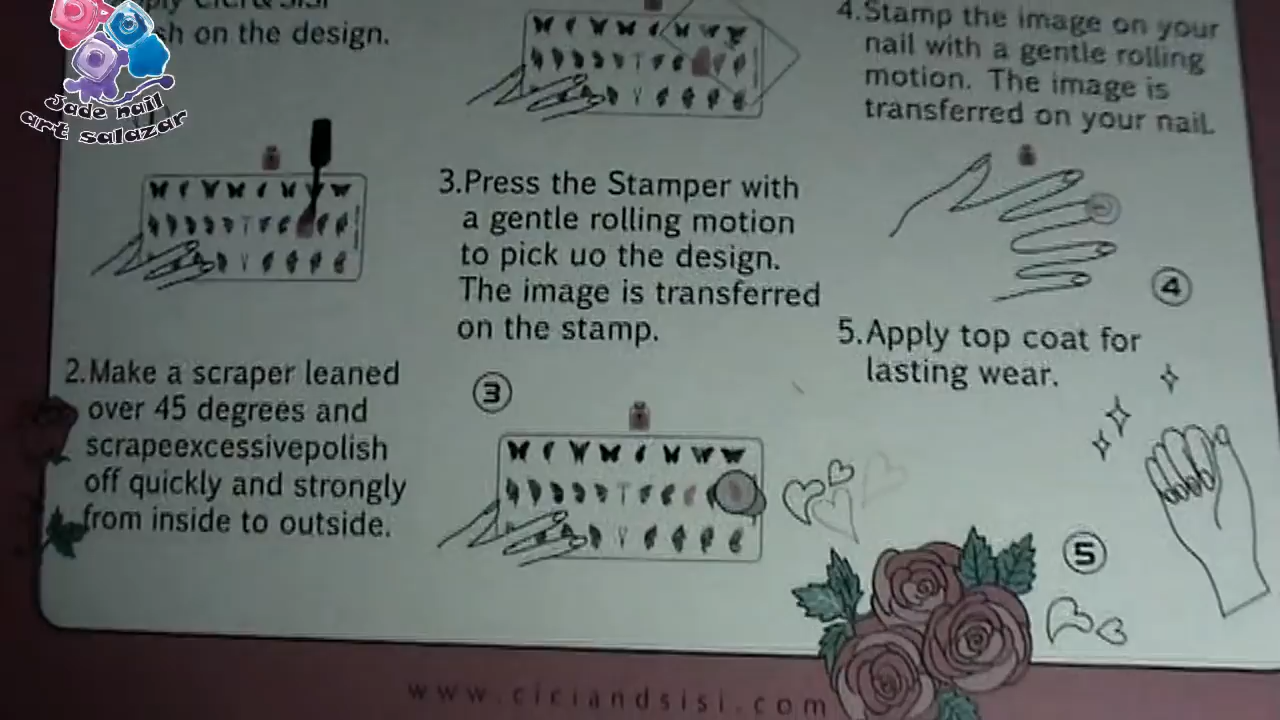 on the design.
Jade nail
art salazar
2.Make a scraper leaned
over 45 degrees and
scrapeexcessivepolish
off quickly and strongly
from inside to outside.
3.Press the Stamper with
a gentle rolling motion
to pick uo the design.
The image is transferred
on the stamp.
③
4.Stamp the image on your
nail with a gentle rolling
motion. The image is
transferred on your nail.
④
5.Apply top coat for
lasting wear.
⑤
www.ciciandsisi.com